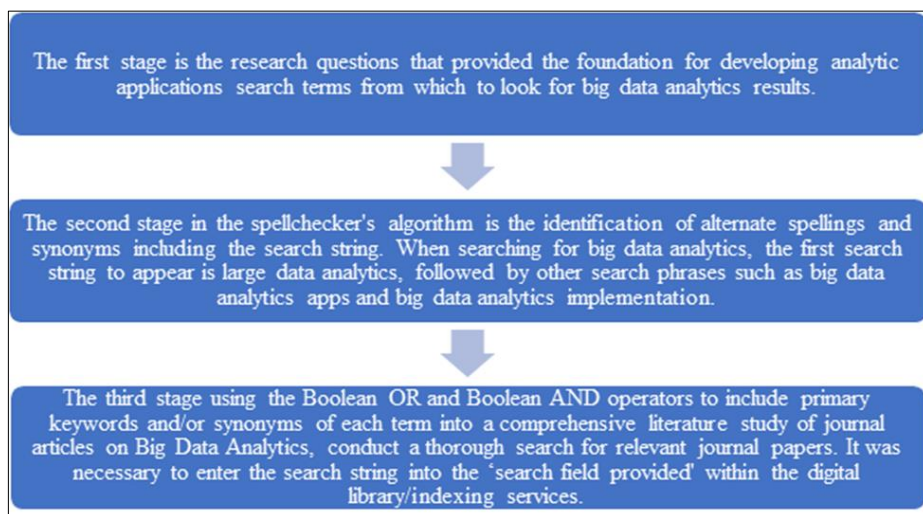 The first stage is the research questions that provided the foundation for developing analytic
applications search terms from which to look for big data analytics results.
The second stage in the spellchecker's algorithm is the identification of alternate spellings and
synonyms including the search string. When searching for big data analytics, the first search
string to appear is large data analytics, followed by other search phrases such as big data
analytics apps and big data analytics implementation.
The third stage using the Boolean OR and Boolean AND operators to include primary
keywords and/or synonyms of each term into a comprehensive literature study of journal
articles on Big Data Analytics, conduct a thorough search for relevant journal papers. It was
necessary to enter the search string into the ‘search field provided' within the digital
library/indexing services.